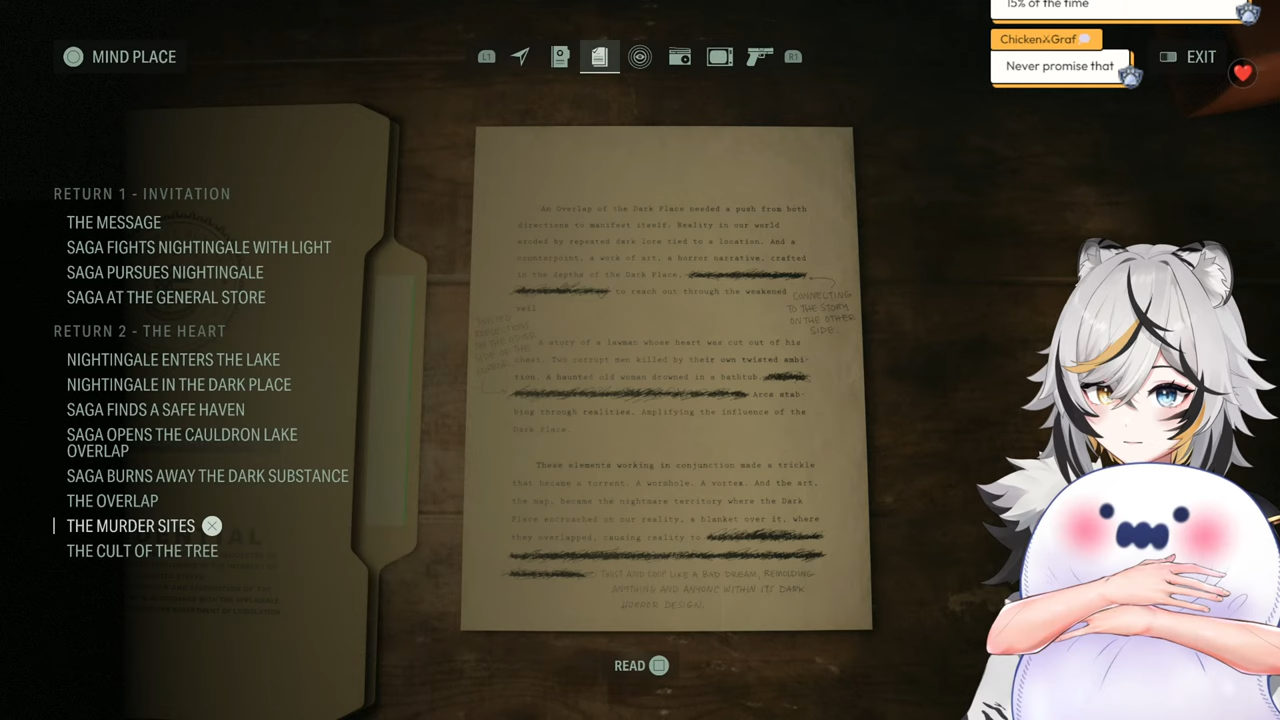 15% of the time
Chicken⚔Graf
Never promise that
MIND PLACE
L1
R1
EXIT
RETURN 1 - INVITATION
THE MESSAGE
SAGA FIGHTS NIGHTINGALE WITH LIGHT
SAGA PURSUES NIGHTINGALE
SAGA AT THE GENERAL STORE
RETURN 2 - THE HEART
NIGHTINGALE ENTERS THE LAKE
NIGHTINGALE IN THE DARK PLACE
SAGA FINDS A SAFE HAVEN
SAGA OPENS THE CAULDRON LAKE
OVERLAP
SAGA BURNS AWAY THE DARK SUBSTANCE
THE OVERLAP
THE MURDER SITES
THE CULT OF THE TREE
An Overlap of the Dark Place needed a push from both
directions to manifest itself. Reality in our world
eroded by repeated dark lore tied to a location. And a
counterpoint, a work of art, a horror narrative, crafted
in the depths of the Dark Place,
to reach out through the weakened
veil
CONNECTING
TO THE STORY
ON THE OTHER
SIDE.
A story of a lawman whose heart was cut out of his
chest. Two corrupt men killed by their own twisted ambi-
tion. A haunted old woman drowned in a bathtub.
Arcs stab-
bing through realities. Amplifying the influence of the
Dark Place.
These elements working in conjunction made a trickle
that became a torrent. A wormhole. A vortex. And the art,
the map, became the nightmare territory where the Dark
Place encroached on our reality, a blanket over it, where
they overlapped, causing reality to
TWIST AND LOOP LIKE A BAD DREAM, REMOLDING
ANYTHING AND ANYONE WITHIN ITS DARK
HORROR DESIGN.
READ